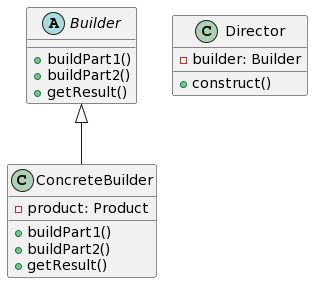 A Builder
buildPart1()
buildPart2()
getResult()
C Director
builder: Builder
construct()
C ConcreteBuilder
product: Product
buildPart1()
buildPart2()
getResult()